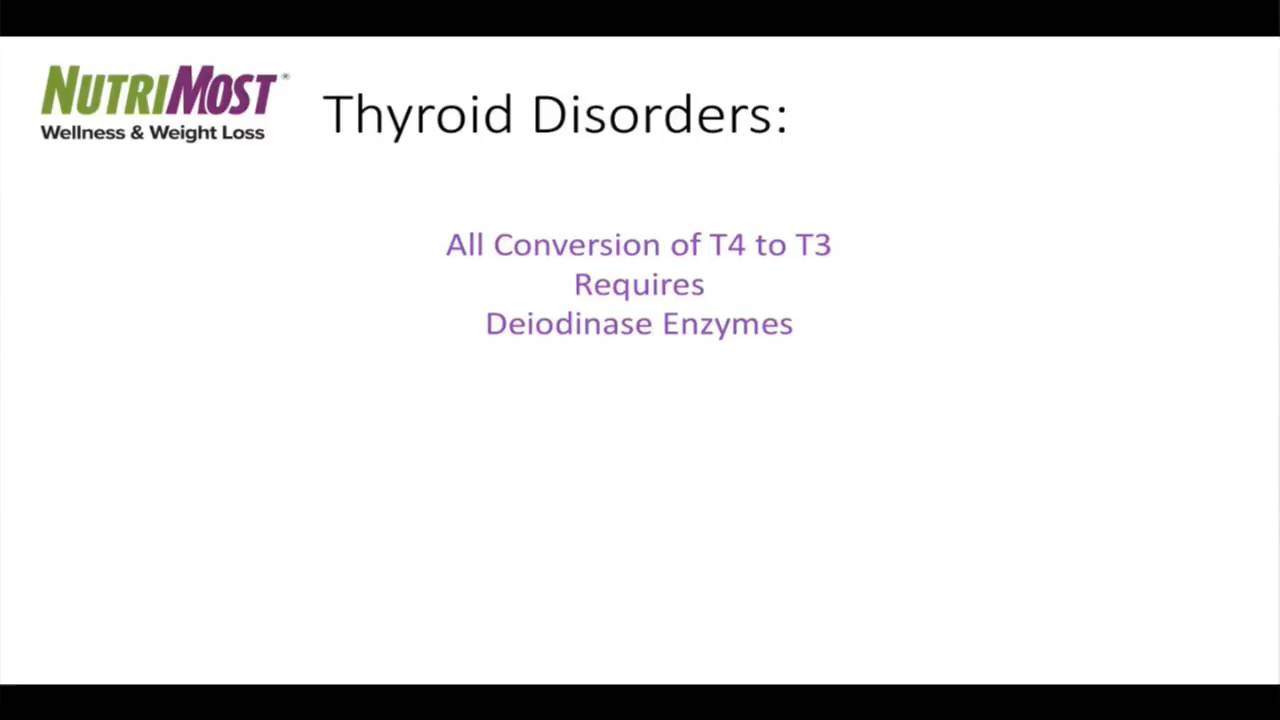 NUTRIMOST®
Wellness & Weight Loss
Thyroid Disorders:
All Conversion of T4 to T3
Requires
Deiodinase Enzymes